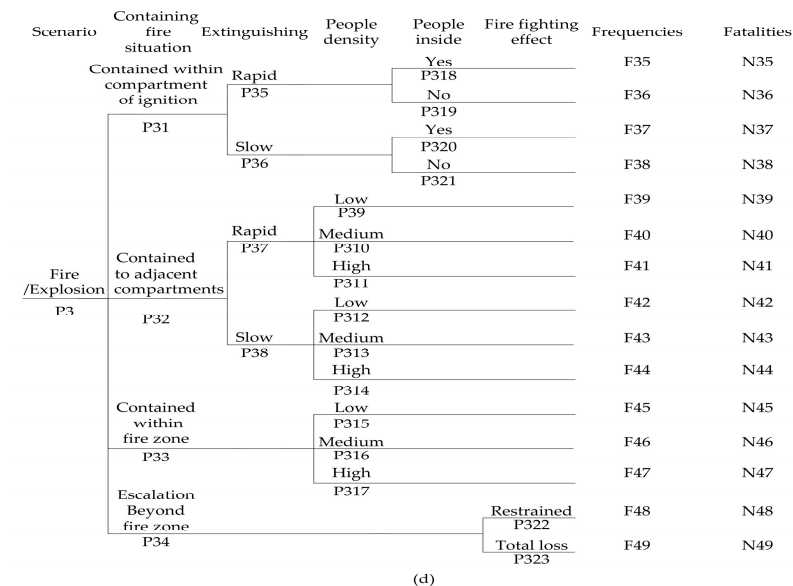 Scenario
Containing
fire
situation
Extinguishing
People
density
People
inside
Fire fighting
effect
Frequencies
Fatalities
Contained within
compartment
of ignition
P31
Rapid
P35
Yes
P318
F35
N35
No
P319
F36
N36
Slow
P36
Yes
P320
F37
N37
No
P321
F38
N38
Fire
/Explosion
P3
Contained
to adjacent
compartments
P32
Rapid
P37
Low
P39
F39
N39
Medium
P310
F40
N40
High
P311
F41
N41
Slow
P38
Low
P312
F42
N42
Medium
P313
F43
N43
High
P314
F44
N44
Contained
within
fire zone
P33
Low
P315
F45
N45
Medium
P316
F46
N46
High
P317
F47
N47
Escalation
Beyond
fire zone
P34
Restrained
P322
F48
N48
Total loss
P323
F49
N49
(d)